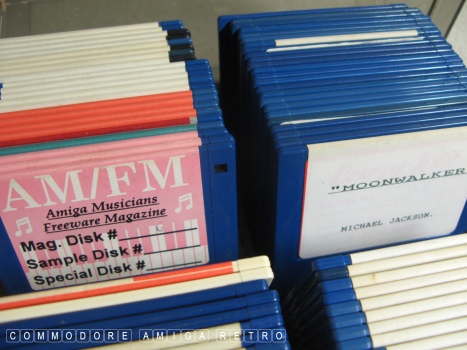 AM/FM
Amiga Musicians
Freeware Magazine
Mag. Disk #
Sample Disk #
Special Disk #
"MOONWALKER
MICHAEL JACKSON.
COMMODORE AMIGA RETRO